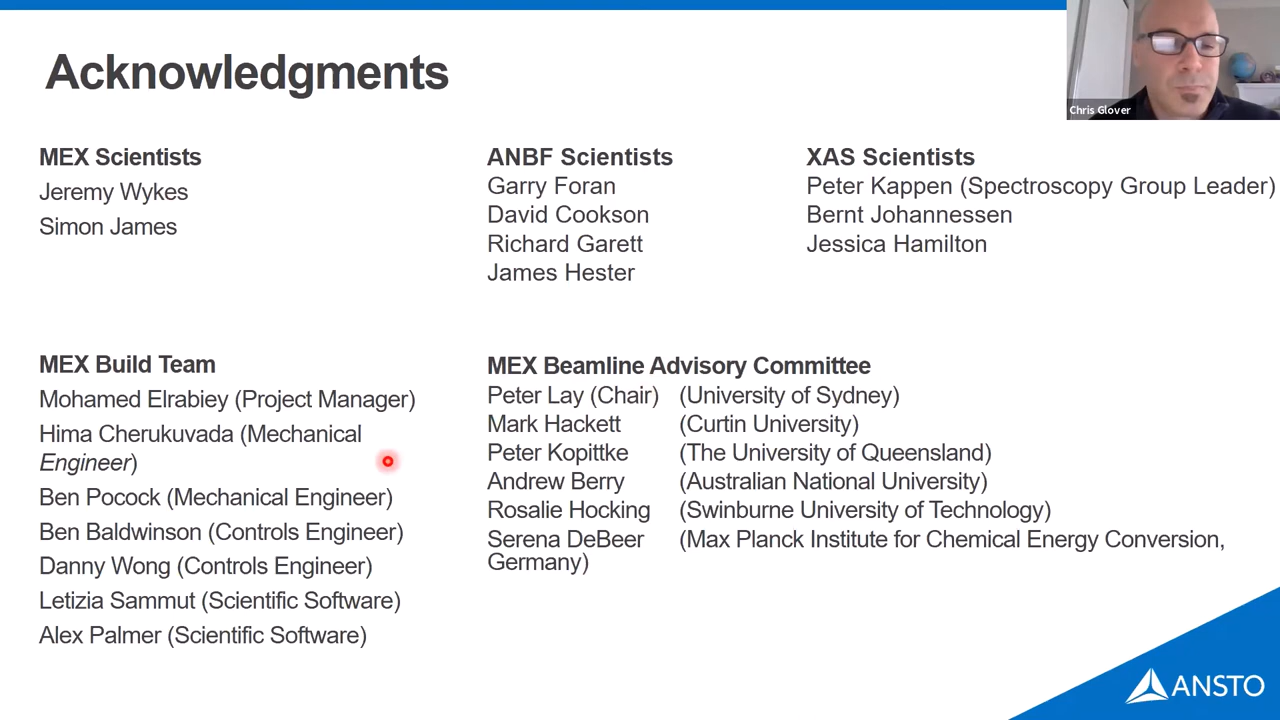 Acknowledgments
Chris Glover
MEX Scientists
Jeremy Wykes
Simon James
ANBF Scientists
Garry Foran
David Cookson
Richard Garett
James Hester
XAS Scientists
Peter Kappen (Spectroscopy Group Leader)
Bernt Johannessen
Jessica Hamilton
MEX Build Team
Mohamed Elrabiey (Project Manager)
Hima Cherukuvada (Mechanical
Engineer)
Ben Pocock (Mechanical Engineer)
Ben Baldwinson (Controls Engineer)
Danny Wong (Controls Engineer)
Letizia Sammut (Scientific Software)
Alex Palmer (Scientific Software)
MEX Beamline Advisory Committee
Peter Lay (Chair) (University of Sydney)
Mark Hackett (Curtin University)
Peter Kopittke (The University of Queensland)
Andrew Berry (Australian National University)
Rosalie Hocking (Swinburne University of Technology)
Serena DeBeer (Max Planck Institute for Chemical Energy Conversion,
Germany)
ANSTO